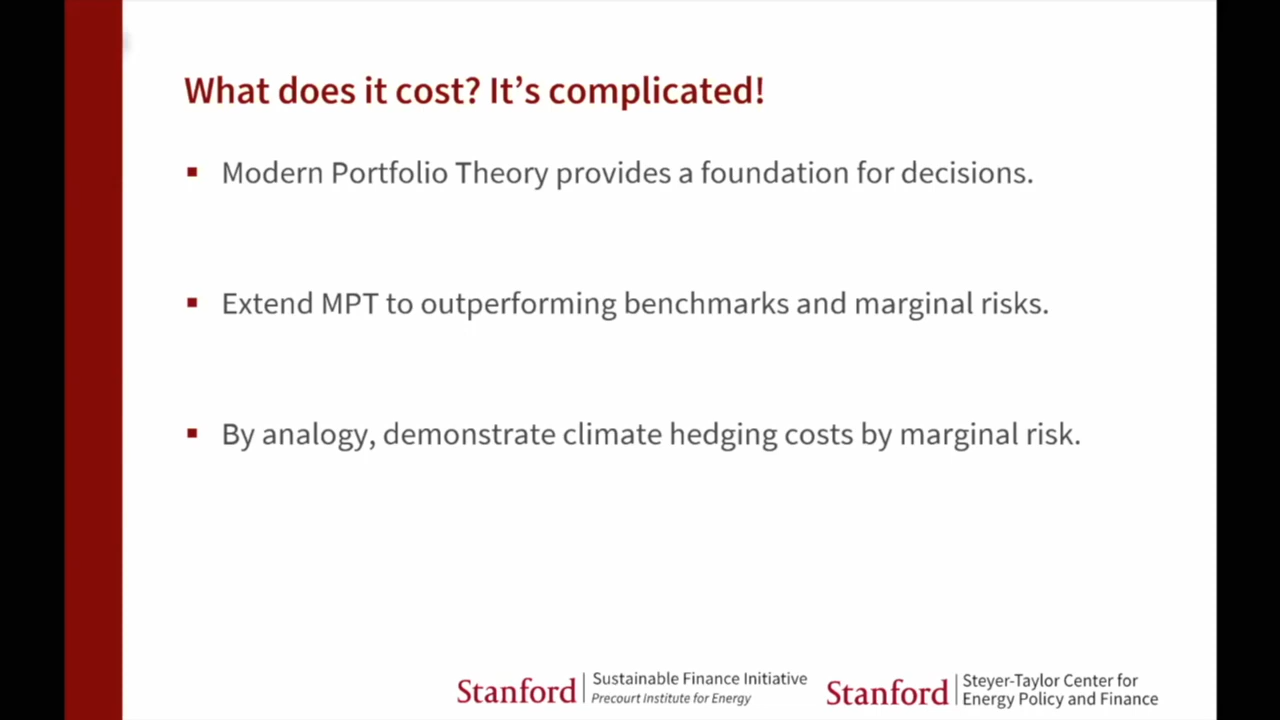 What does it cost? It's complicated!
▪ Modern Portfolio Theory provides a foundation for decisions.
▪ Extend MPT to outperforming benchmarks and marginal risks.
▪ By analogy, demonstrate climate hedging costs by marginal risk.
Stanford | Sustainable Finance Initiative
Precourt Institute for Energy
Stanford | Steyer-Taylor Center for
Energy Policy and Finance